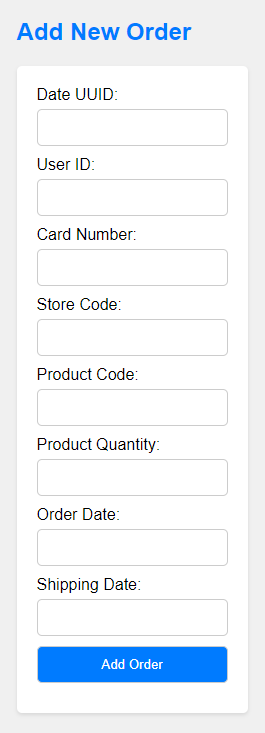 Add New Order
Date UUID:
User ID:
Card Number:
Store Code:
Product Code:
Product Quantity:
Order Date:
Shipping Date:
Add Order